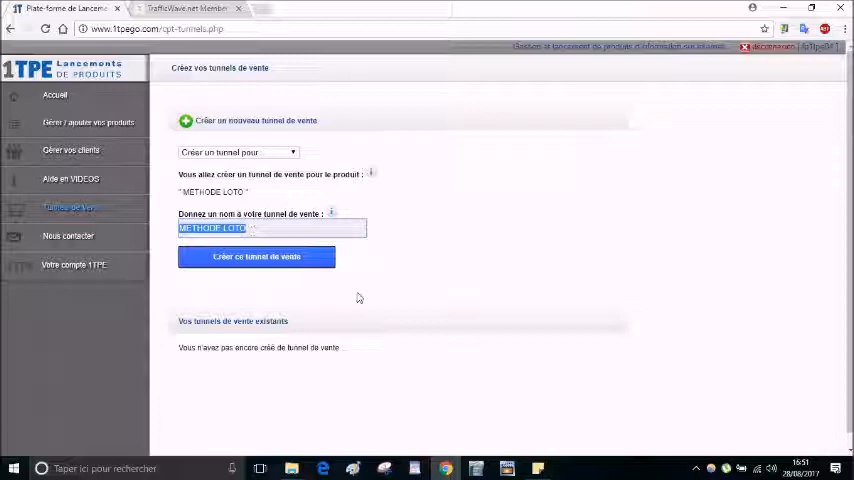 Plate-forme de Lanceme
TrafficWave.net Member
www.1tpego.com/cpt-tunnels.php
1TPE Lancements
DE PRODUITS
Créez vos tunnels de vente
Accueil
Gérer / ajouter vos produits
Gérer vos clients
Aide en VIDEOS
Nous contacter
Votre compte 1TPE
Créer un nouveau tunnel de vente
Créer un tunnel pour
Vous allez créer un tunnel de vente pour le produit :
" METHODE LOTO "
Donnez un nom à votre tunnel de vente :
METHODE LOTO
Créer ce tunnel de vente
Vos tunnels de vente existants
Vous n'avez pas encore créé de tunnel de vente
Taper ici pour rechercher
16:51
28/08/2017